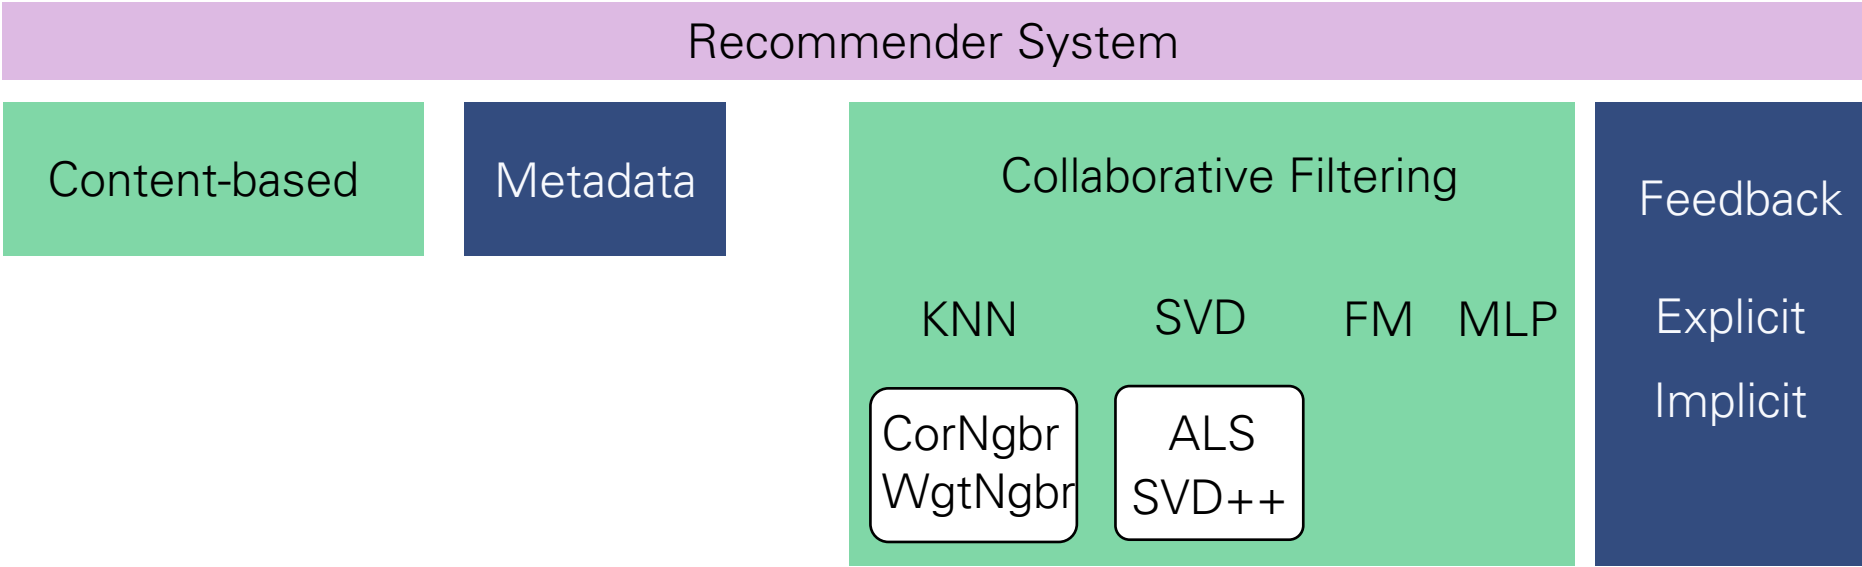 Recommender System
Content-based
Metadata
Collaborative Filtering
KNN
SVD
FM
MLP
CorNgbr
WgtNgbr
ALS
SVD++
Feedback
Explicit
Implicit